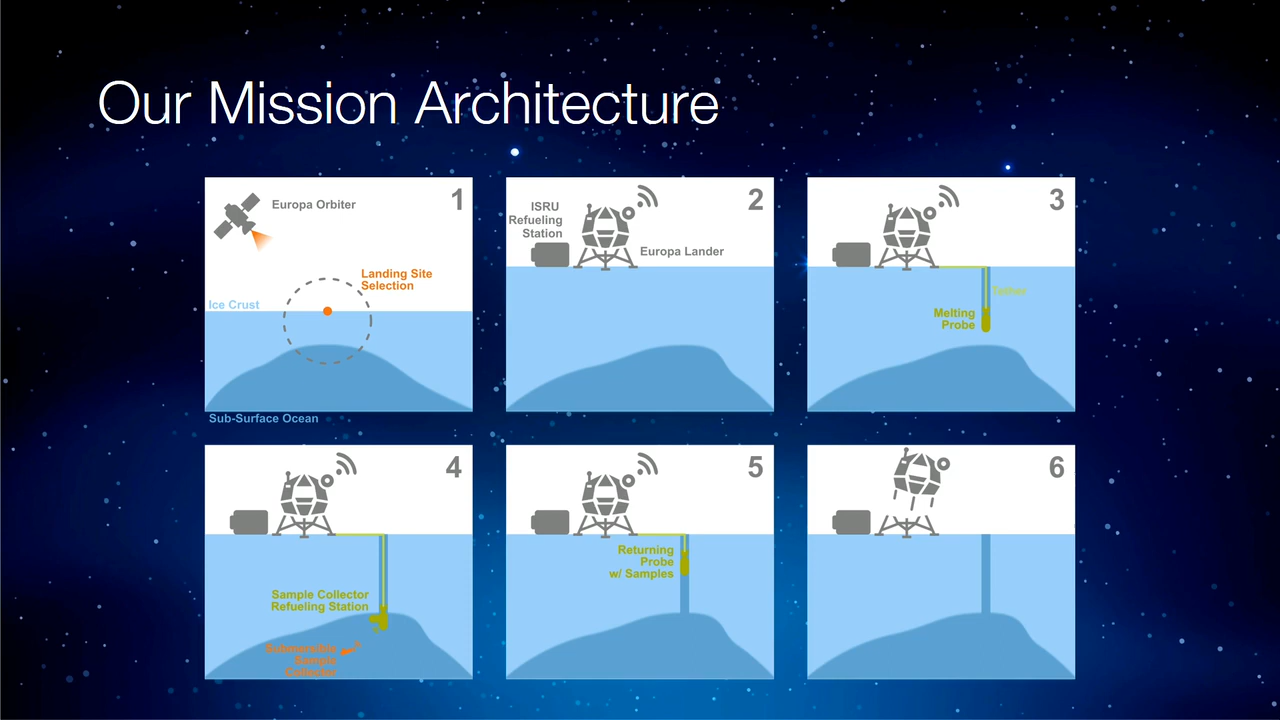 Our Mission Architecture
1
Europa Orbiter
Landing Site
Selection
Ice Crust
Sub-Surface Ocean
2
ISRU
Refueling
Station
Europa Lander
3
Tether
Melting
Probe
4
Sample Collector
Refueling Station
Submersible
Sample
Collector
5
Returning
Probe
w/ Samples
6